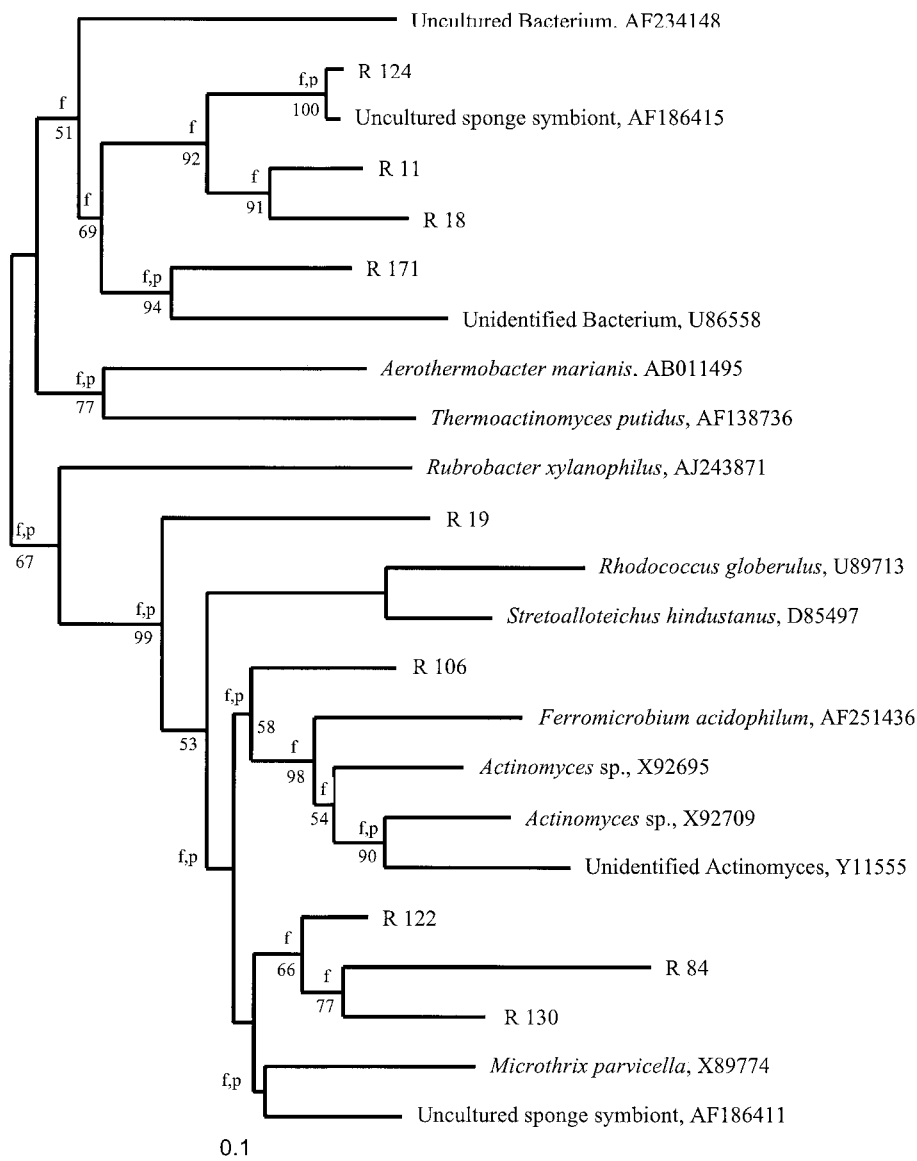 Uncultured Bacterium, AF234148
f,p
R 124
100
Uncultured sponge symbiont, AF186415
f
51
f
92
R 11
f
91
R 18
f
69
f,p
R 171
94
Unidentified Bacterium, U86558
Aerothermobacter marianis, AB011495
f,p
77
Thermoactinomyces putidus, AF138736
Rubrobacter xylanophilus, AJ243871
f,p
67
R 19
Rhodococcus globerulus, U89713
f,p
99
Stretoalloteichus hindustanus, D85497
R 106
f,p
58
53
Ferromicrobium acidophilum, AF251436
f
98
Actinomyces sp., X92695
f
54
Actinomyces sp., X92709
f,p
90
Unidentified Actinomyces, Y11555
f,p
R 122
f
66
R 84
f
77
R 130
Microthrix parvicella, X89774
f,p
Uncultured sponge symbiont, AF186411
0.1